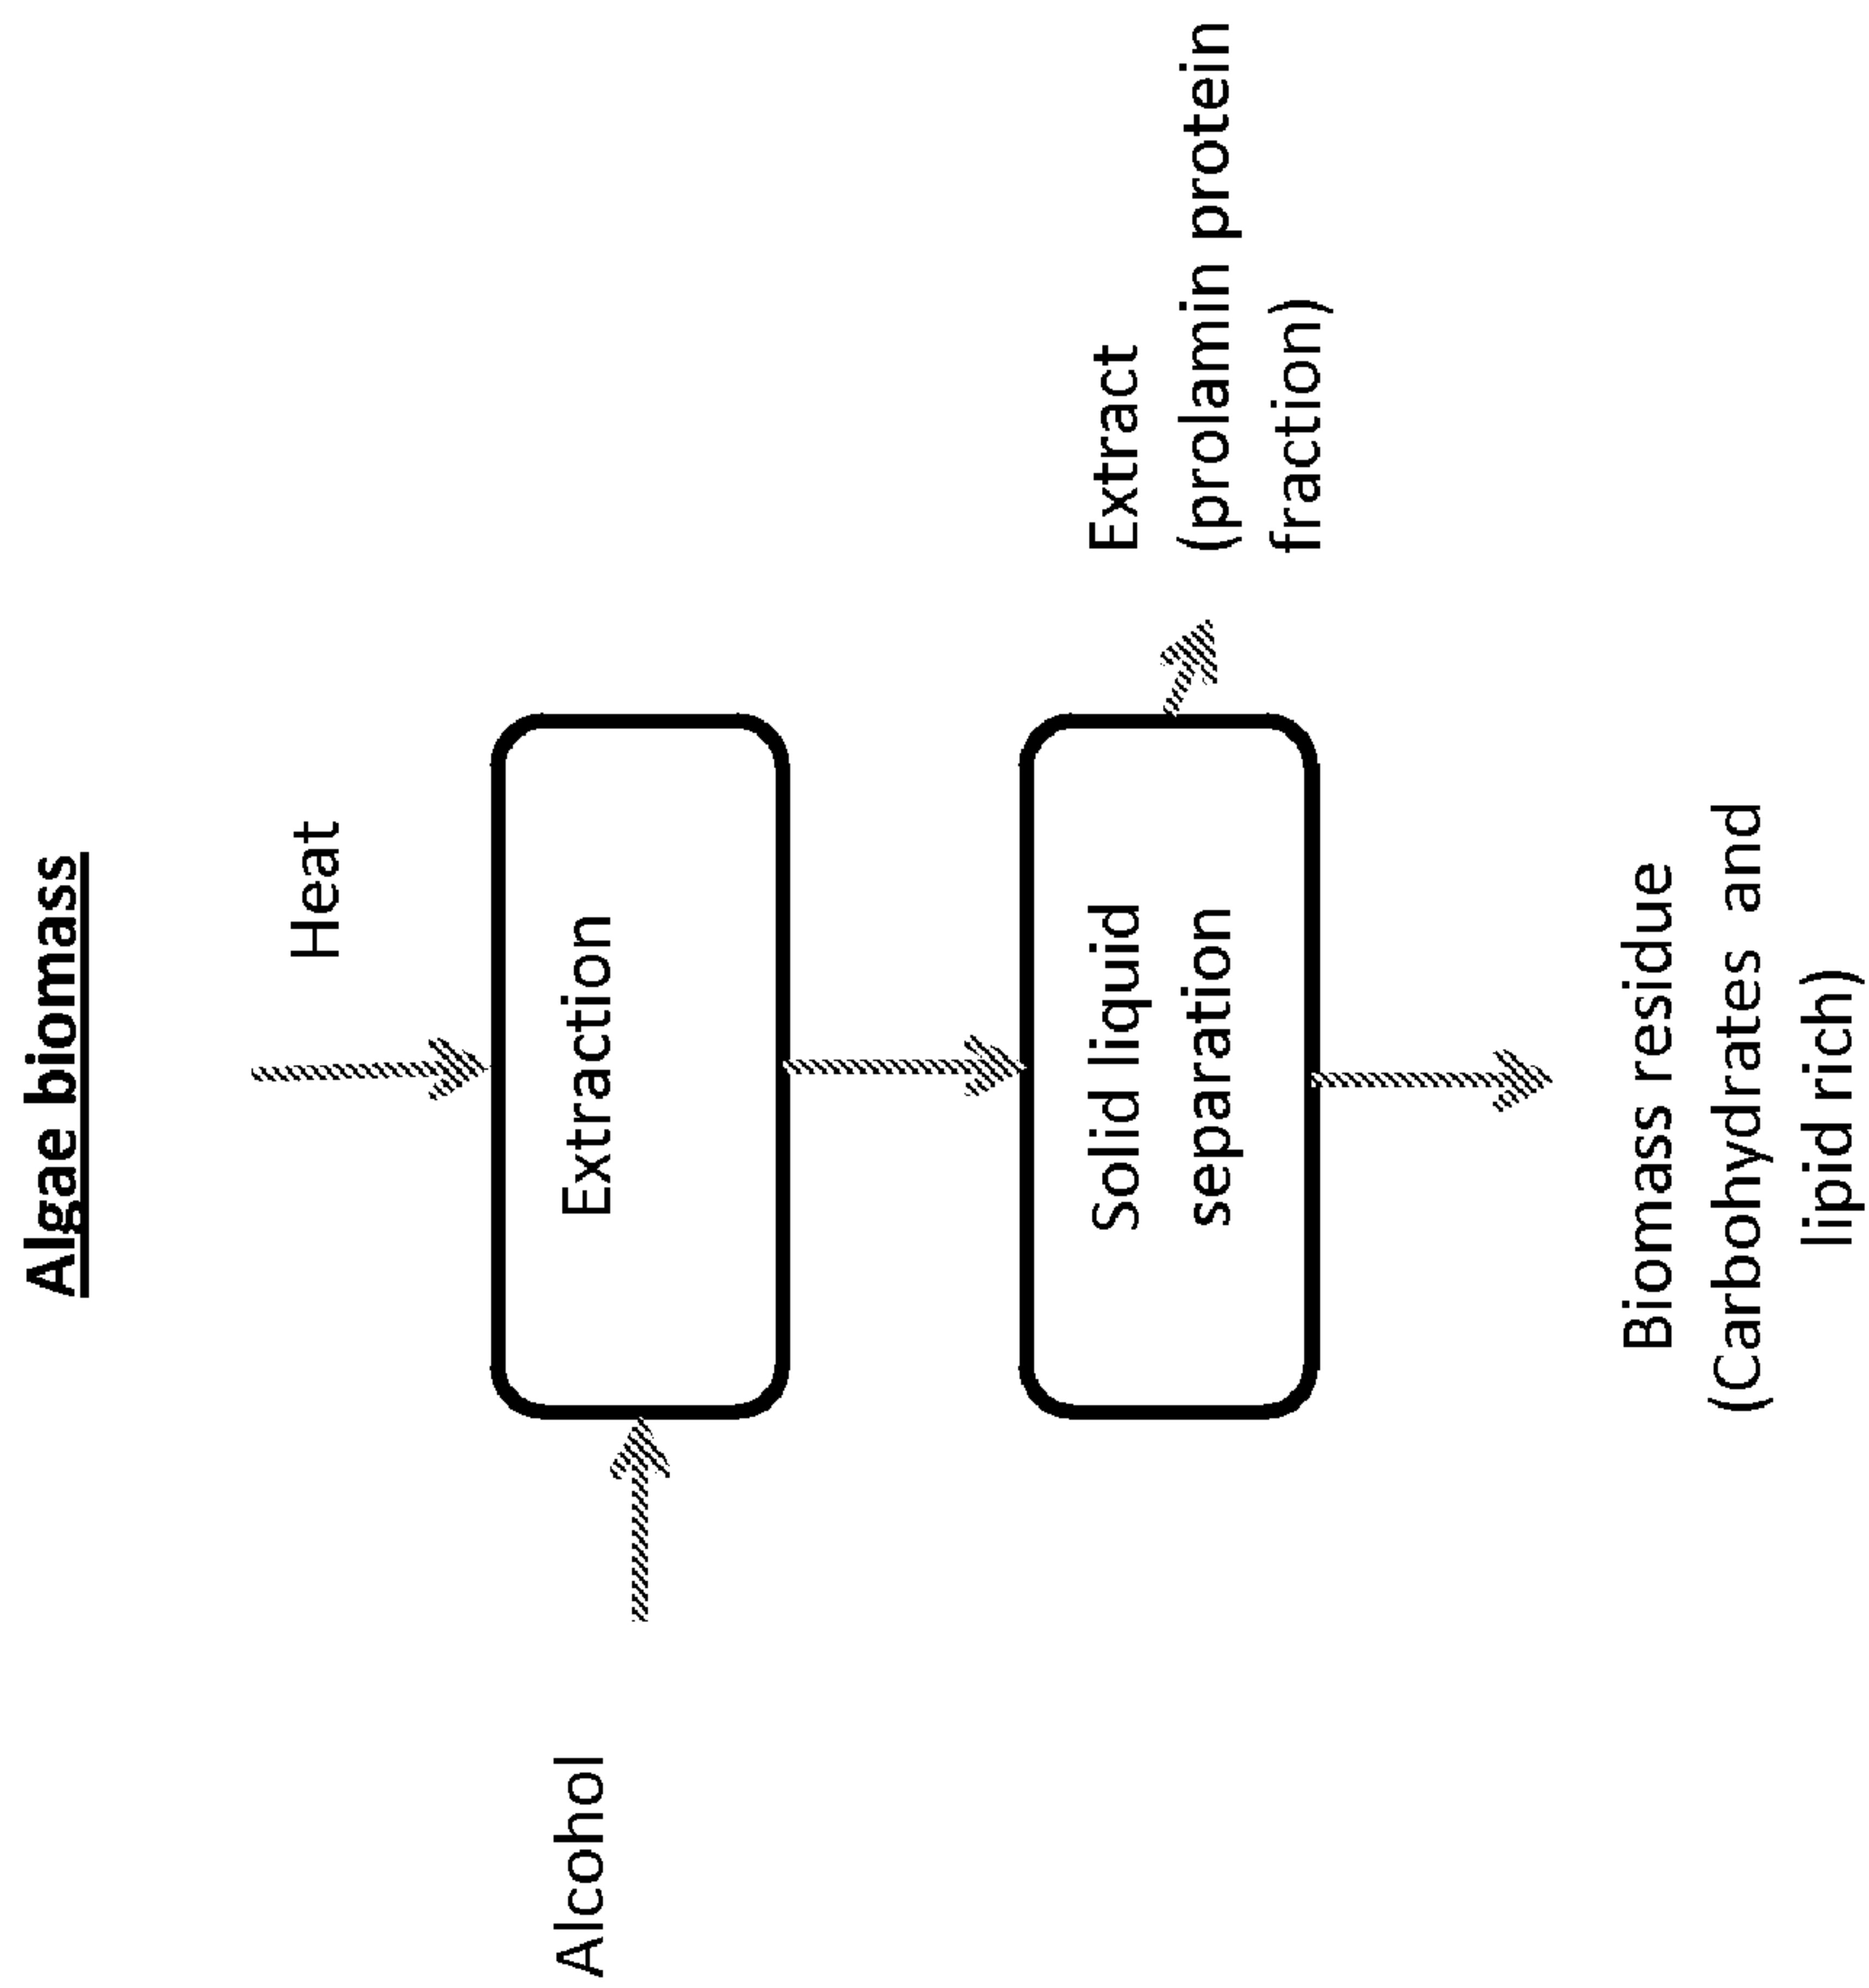 Algae biomass
Heat
Alcohol
Extraction
Solid liquid
separation
Extract
(prolamin protein
fraction)
Biomass residue
(Carbohydrates and
lipid rich)